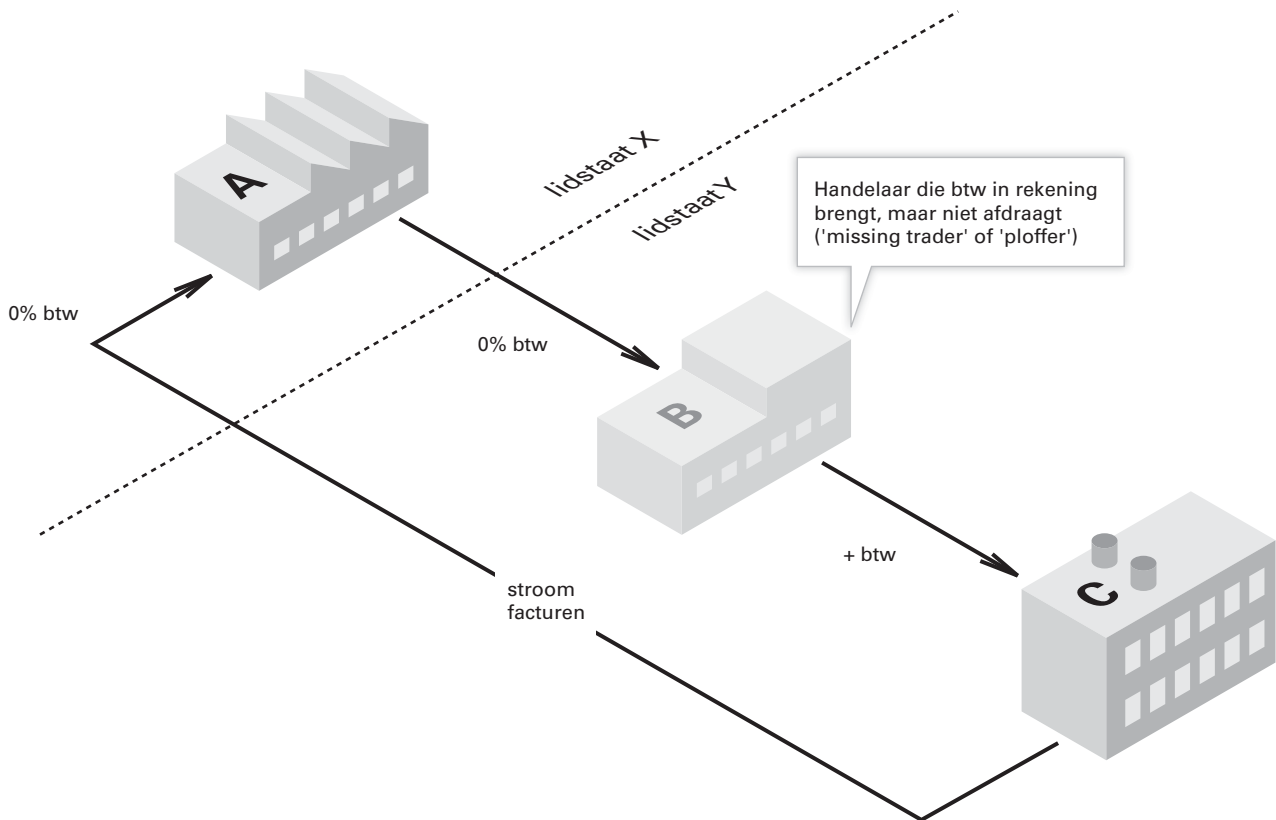 lidstaat X
lidstaat Y
A
Handelaar die btw in rekening
brengt, maar niet afdraagt
('missing trader' of 'ploffer')
0% btw
0% btw
B
+ btw
C
stroom
facturen